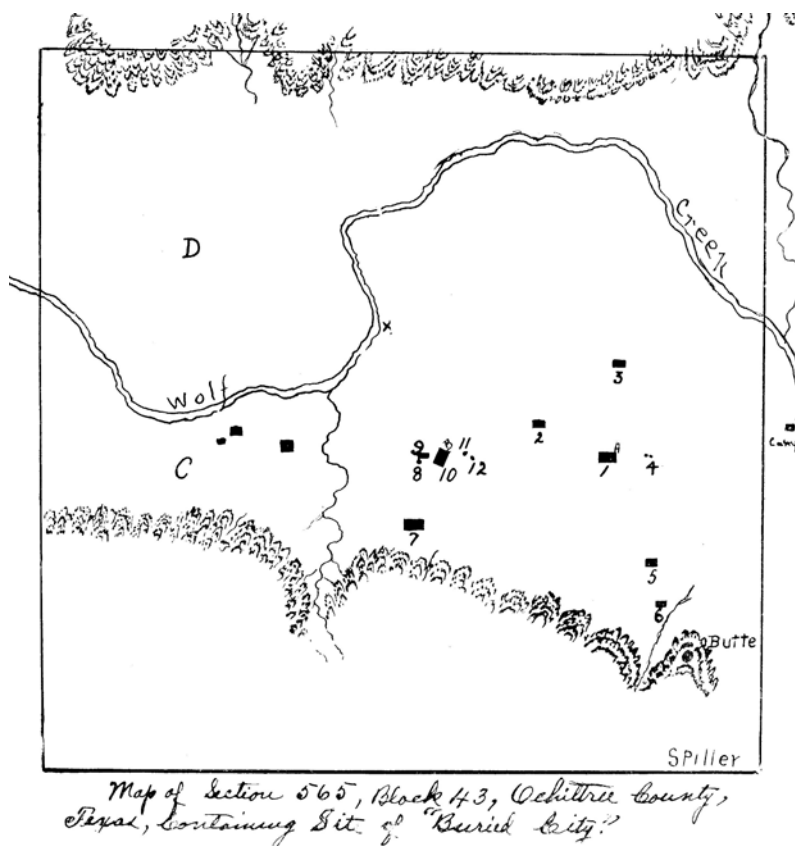 D
Creek
x
Wolf
3
2
Camp
C
9
B
11
A
8
10
12
1
4
7
5
6
Butte
Spiller
Map of Section 565, Block 43, Ochiltree County,
Texas, Containing Sit of "Buried City."